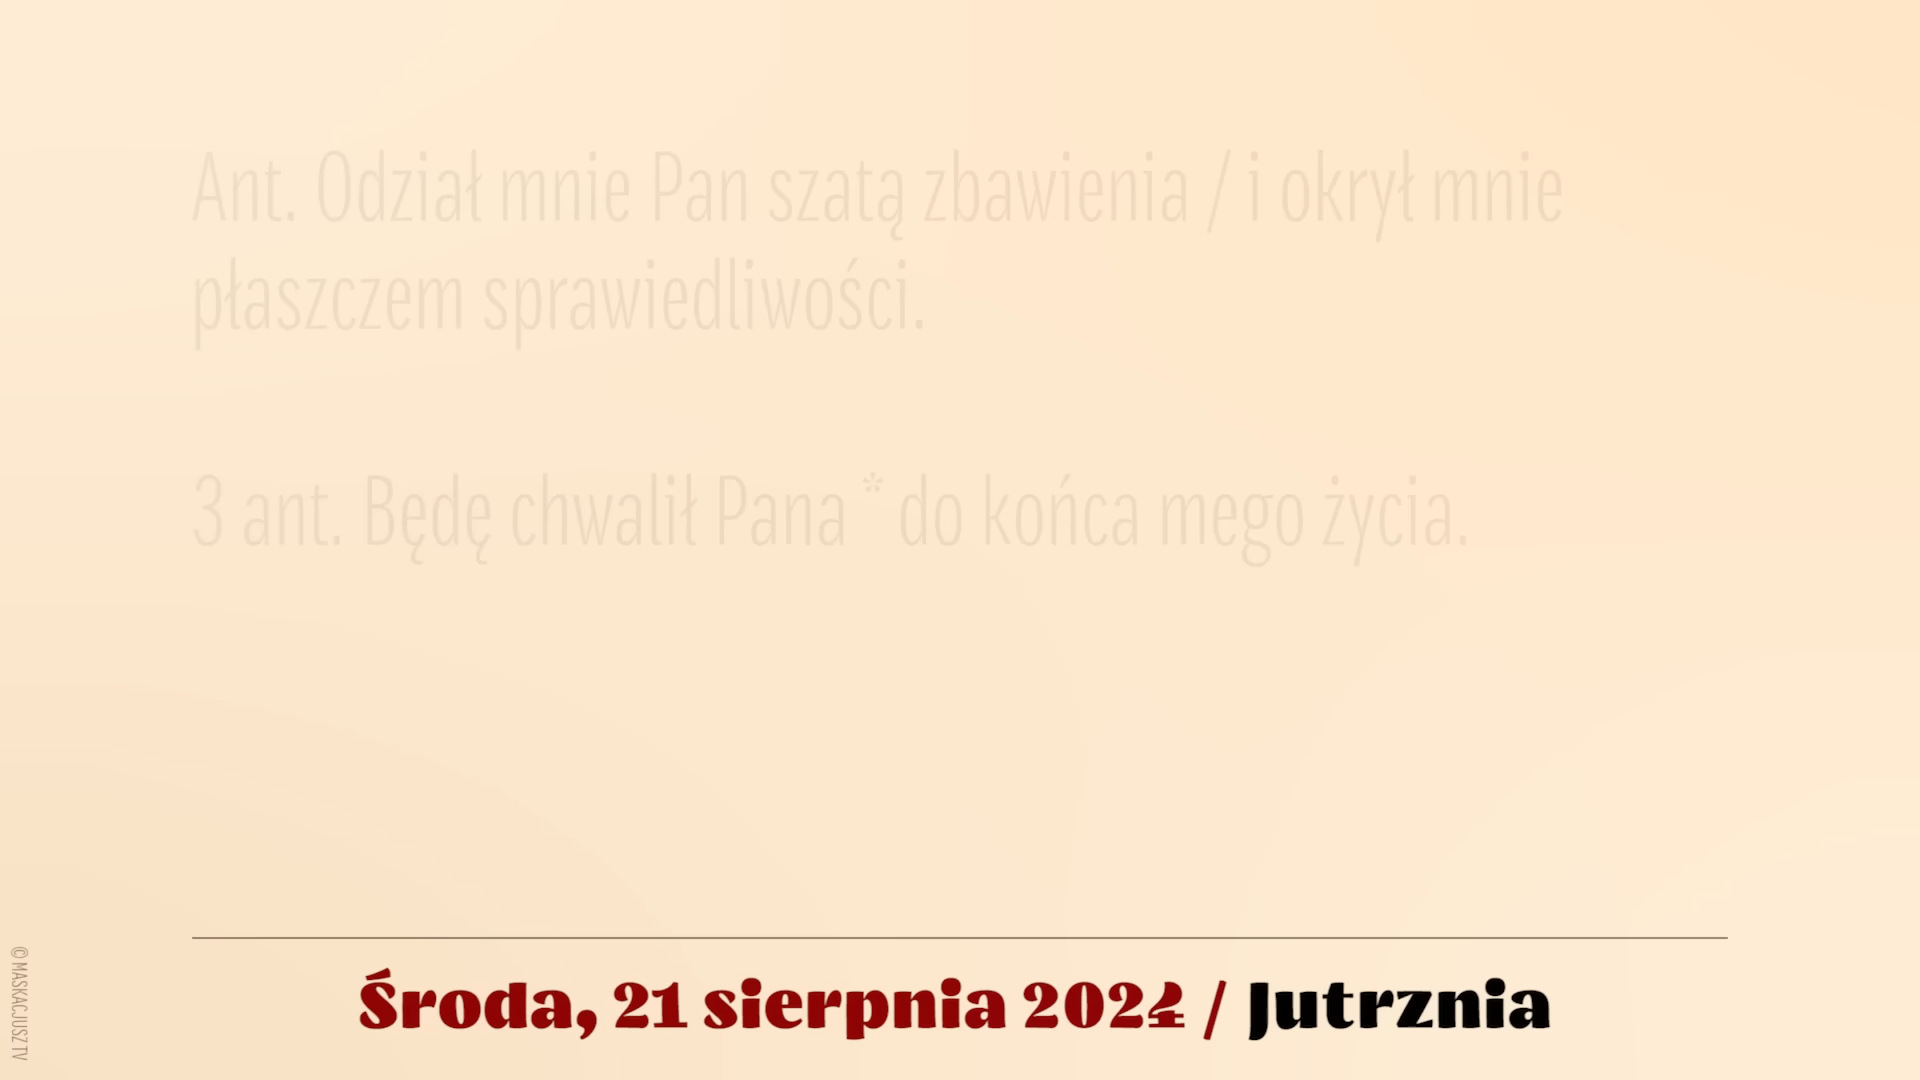 Ant. Odział mnie Pan szatą zbawienia / i okrył mnie
płaszczem sprawiedliwości.
3 ant. Będę chwalił Pana * do końca mego życia.
Środa, 21 sierpnia 2024 / Jutrznia
© MASKACJUSZ TV